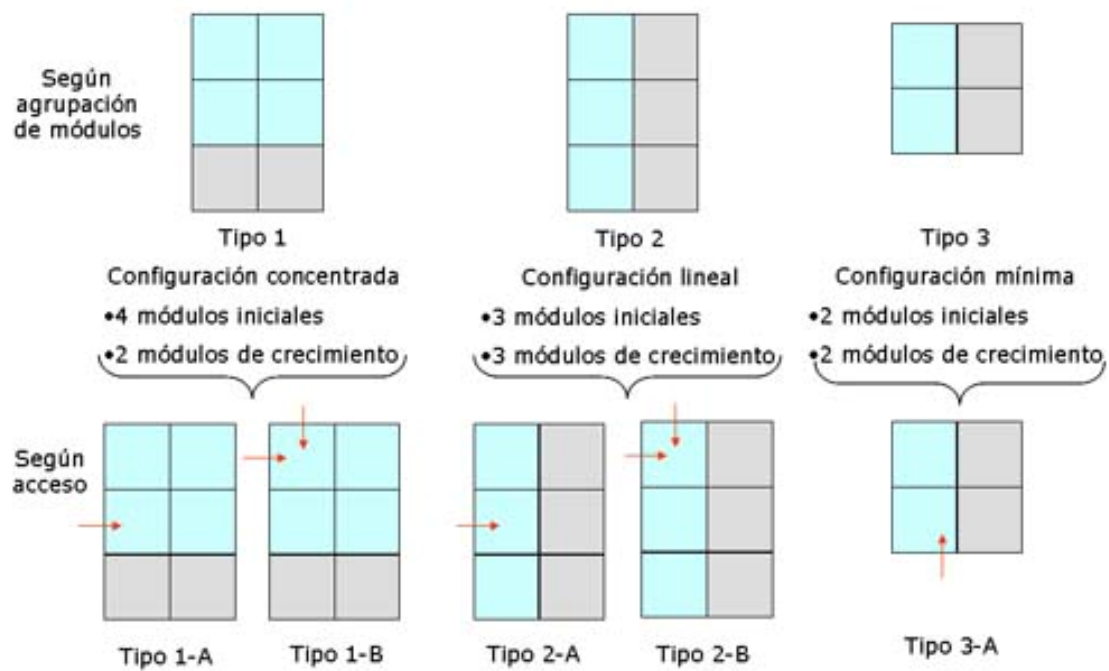 Según
agrupación
de módulos
Tipo 1
Configuración concentrada
•4 módulos iniciales
•2 módulos de crecimiento
Tipo 2
Configuración lineal
•3 módulos iniciales
•3 módulos de crecimiento
Tipo 3
Configuración mínima
•2 módulos iniciales
•2 módulos de crecimiento
Según
acceso
Tipo 1-A
Tipo 1-B
Tipo 2-A
Tipo 2-B
Tipo 3-A